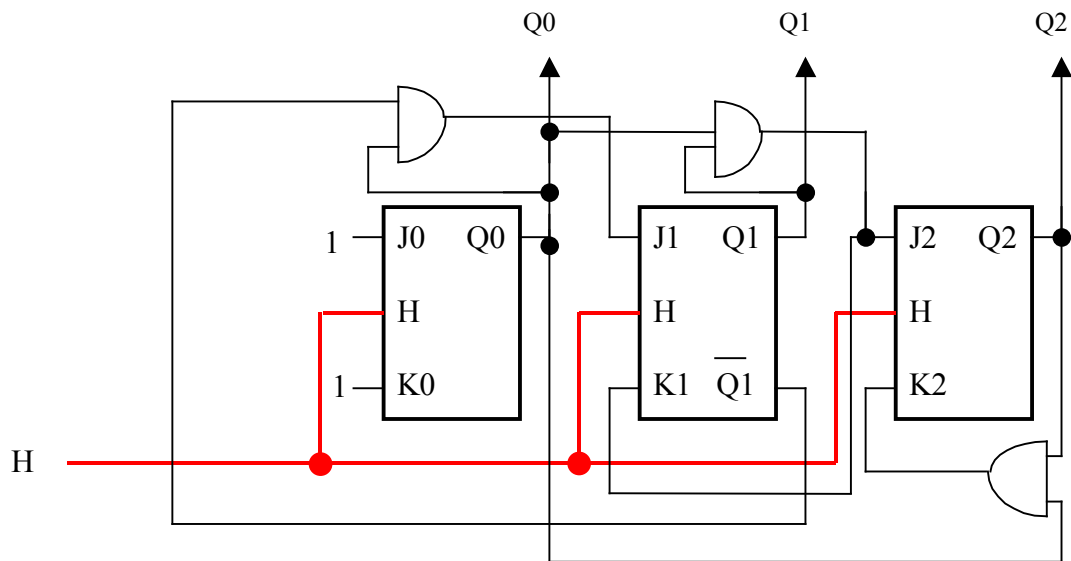 Q0 Q1 Q2
1 J0 Q0 J1 Q1 J2 Q2
H H H
1 K0 K1 Q1̅ K2
H